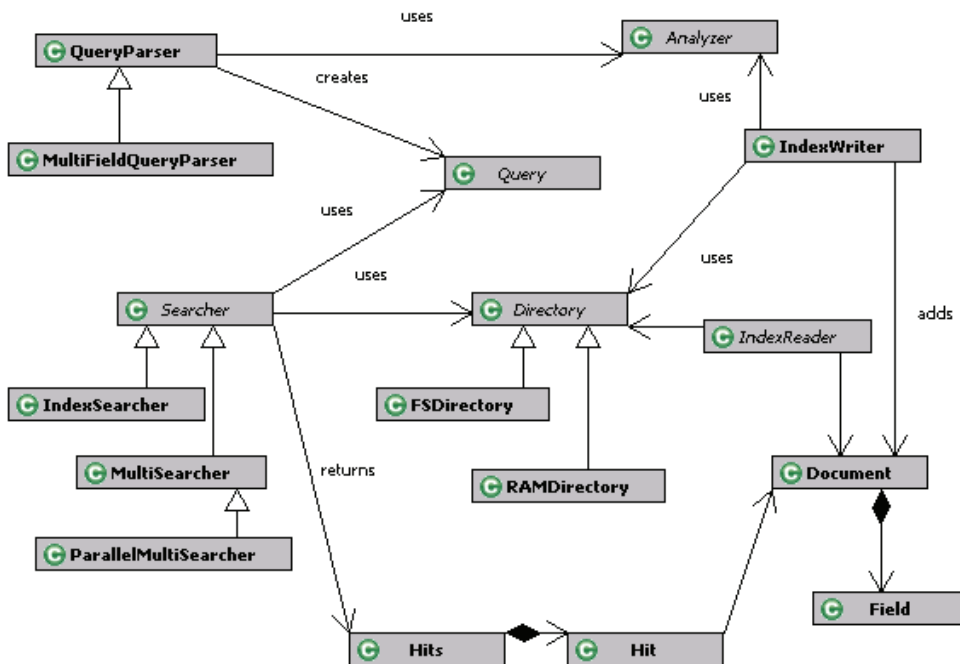 uses
C Analyzer
C QueryParser
creates
uses
C IndexWriter
C MultiFieldQueryParser
C Query
uses
uses
uses
C Searcher
C Directory
adds
C IndexReader
C IndexSearcher
C FSDirectory
returns
C MultiSearcher
C Document
C RAMDirectory
C ParallelMultiSearcher
C Field
C Hits
C Hit